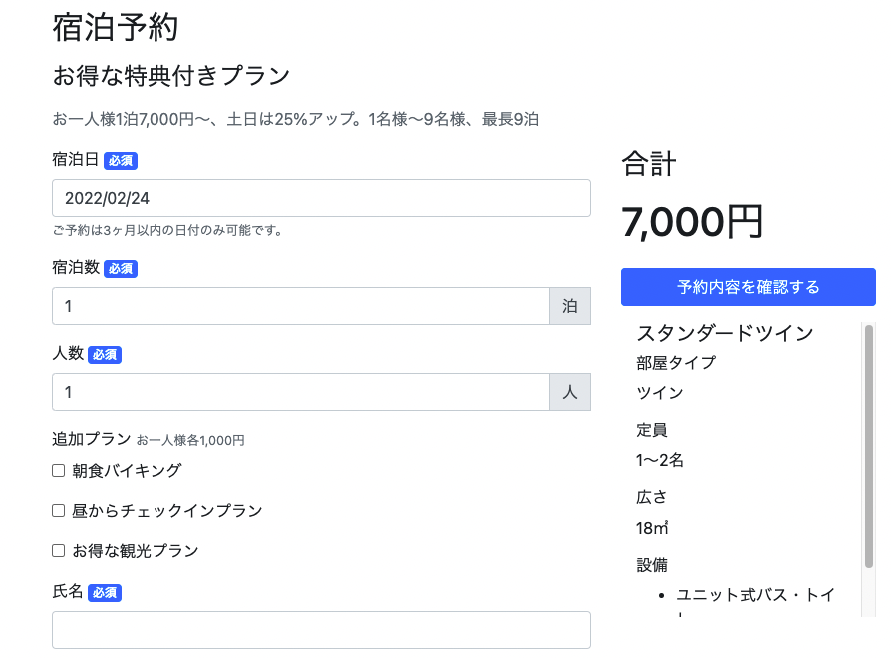 宿泊予約
お得な特典付きプラン
お一人様1泊7,000円〜、土日は25%アップ。1名様〜9名様、最長9泊
宿泊日 必須
2022/02/24
ご予約は3ヶ月以内の日付のみ可能です。
宿泊数 必須
1 泊
人数 必須
1 人
追加プラン お一人様各1,000円
朝食バイキング
昼からチェックインプラン
お得な観光プラン
氏名 必須
合計
7,000円
予約内容を確認する
スタンダードツイン
部屋タイプ
ツイン
定員
1〜2名
広さ
18㎡
設備
• ユニット式バス・トイ